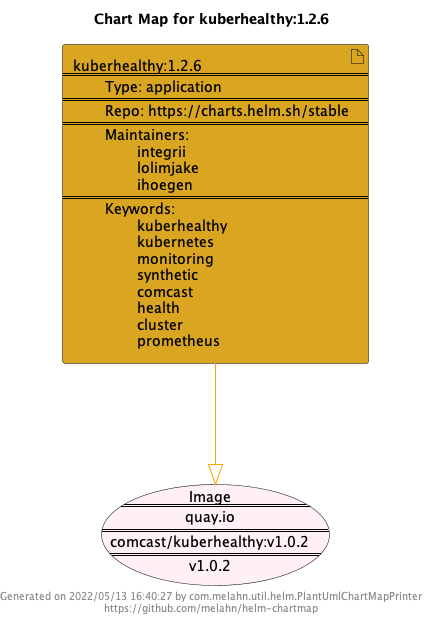 Chart Map for kuberhealthy:1.2.6
kuberhealthy:1.2.6
Type: application
Repo: https://charts.helm.sh/stable
Maintainers:
integrii
lolimjake
ihoegen
Keywords:
kuberhealthy
kubernetes
monitoring
synthetic
comcast
health
cluster
prometheus
Image
quay.io
comcast/kuberhealthy:v1.0.2
v1.0.2
Generated on 2022/05/13 16:40:27 by com.melahn.util.helm.PlantUmlChartMapPrinter
https://github.com/melahn/helm-chartmap